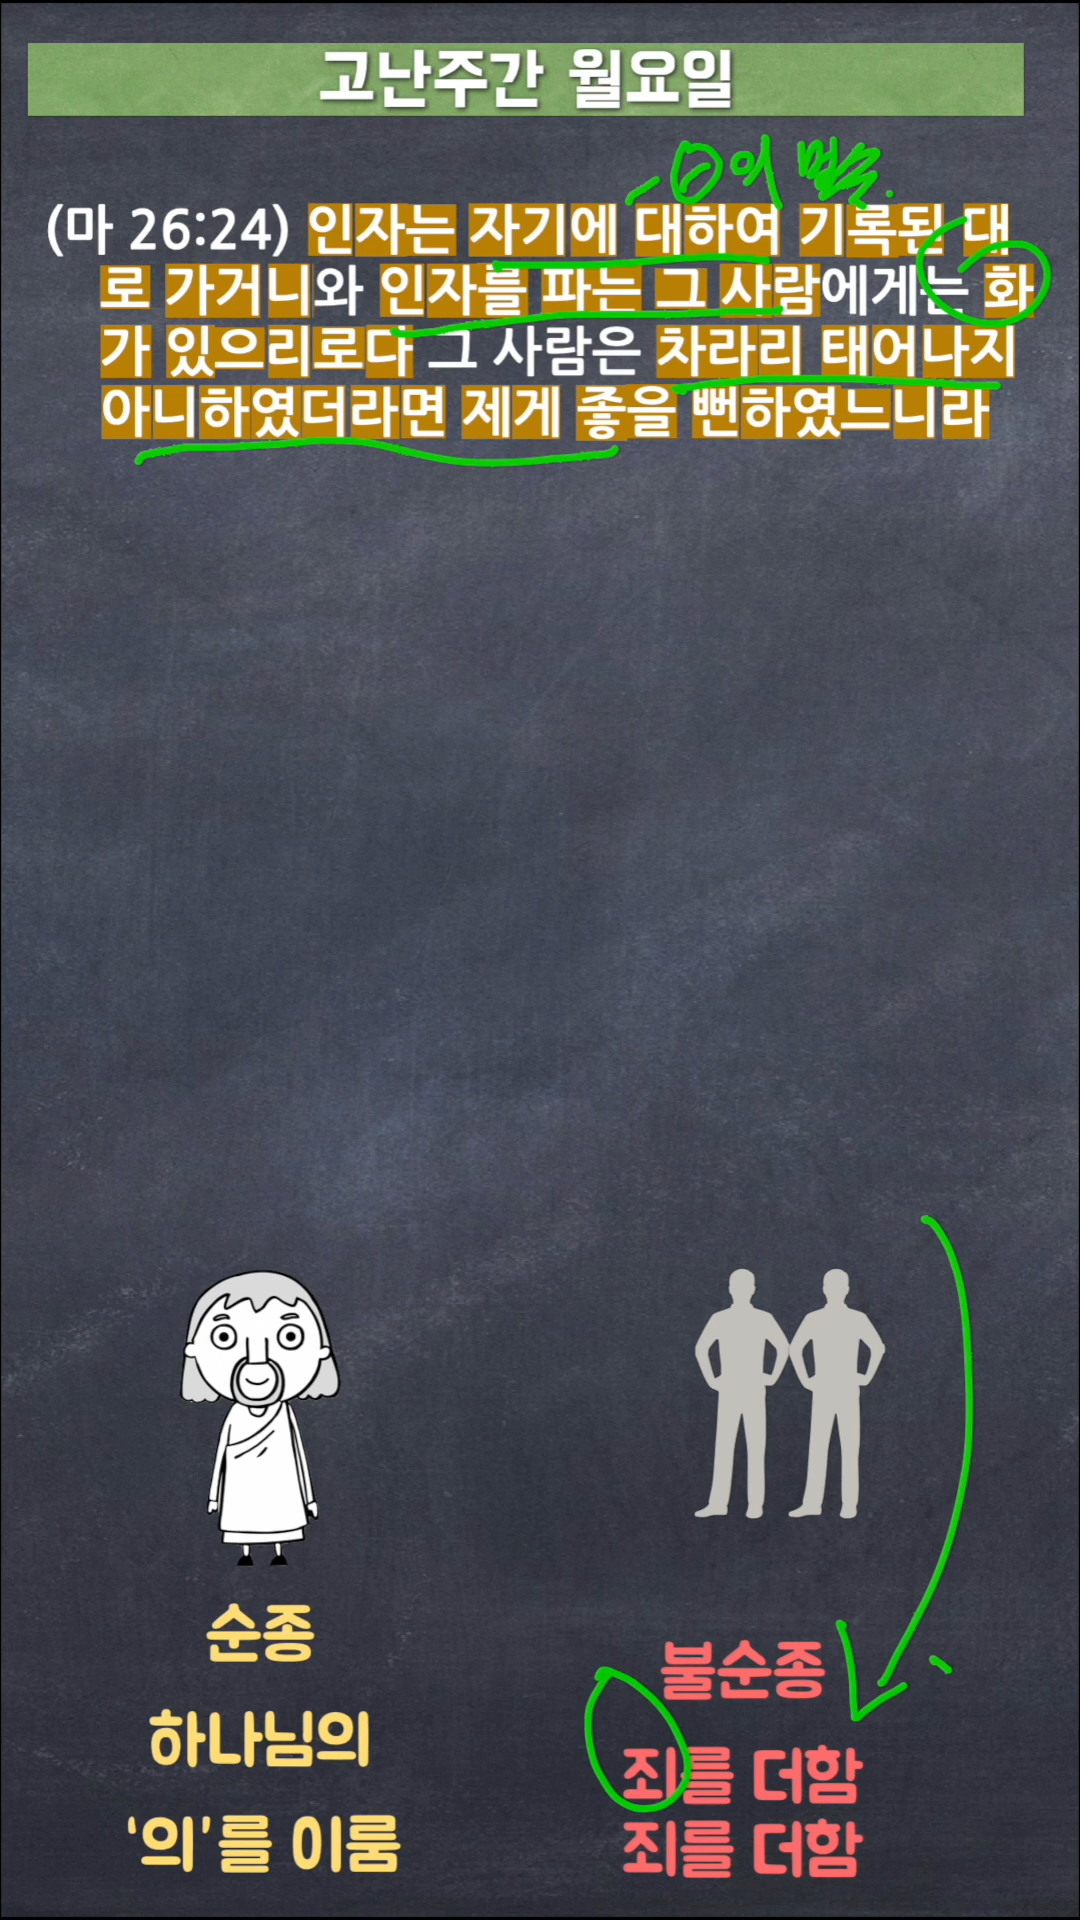 고난주간 월요일
의 말씀.
(마 26:24) 인자는 자기에 대하여 기록된 대
로 가거니와 인자를 파는 그 사람에게는 화
가 있으리로다 그 사람은 차라리 태어나지
아니하였더라면 제게 좋을 뻔하였느니라
순종
하나님의
‘의’를 이룸
불순종
죄를 더함
죄를 더함